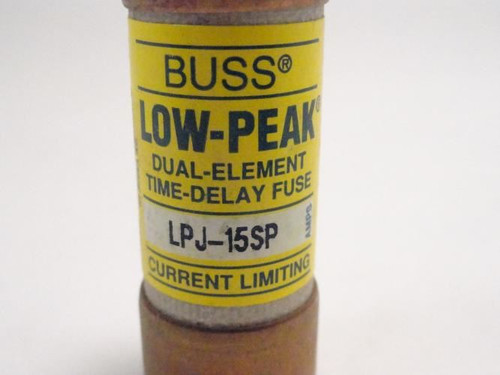 BUSS®
LOW-PEAK®
DUAL-ELEMENT
TIME-DELAY FUSE
LPJ-15SP
AMPS
CURRENT LIMITING